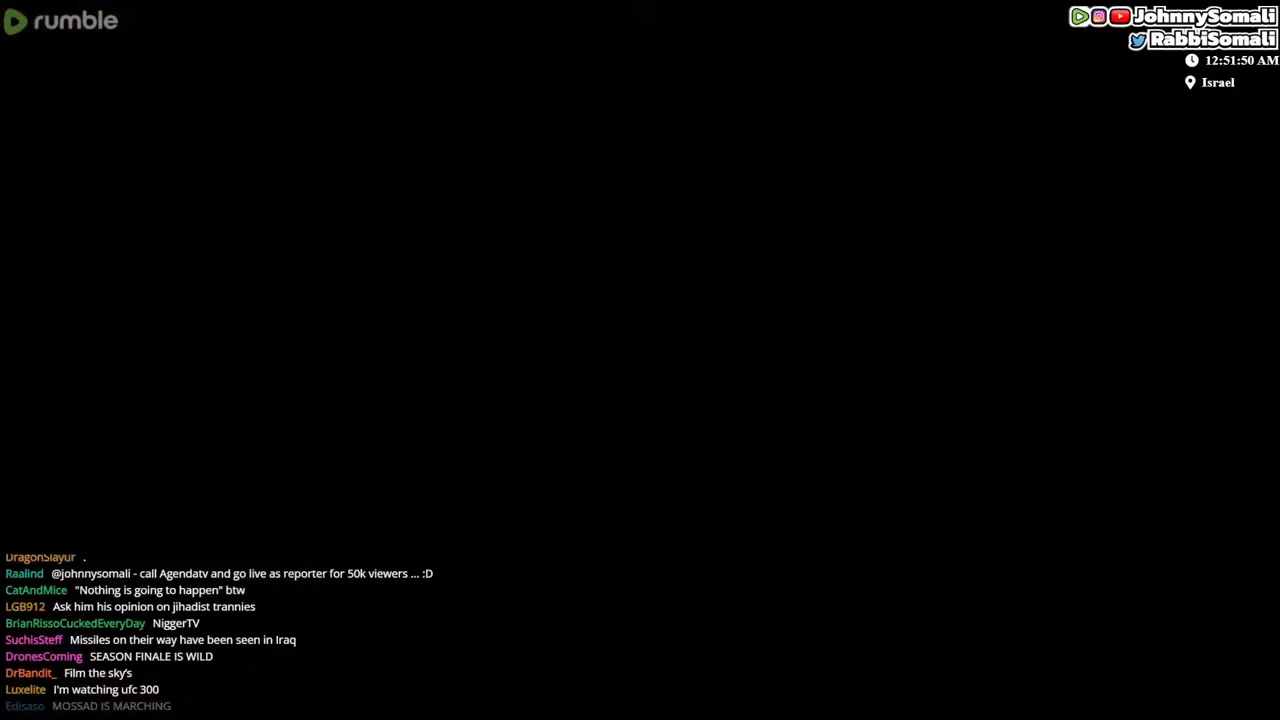 rumble
JohnnySomali
RabbiSomali
12:51:50 AM
Israel
DragonSlayur .
Raalind @johnnysomali - call Agendatv and go live as reporter for 50k viewers ... :D
CatAndMice "Nothing is going to happen" btw
LGB912 Ask him his opinion on jihadist trannies
BrianRissoCuckedEveryDay NiggerTV
SuchisSteff Missiles on their way have been seen in Iraq
DronesComing SEASON FINALE IS WILD
DrBandit_ Film the sky's
Luxelite I'm watching ufc 300
Edisaso MOSSAD IS MARCHING